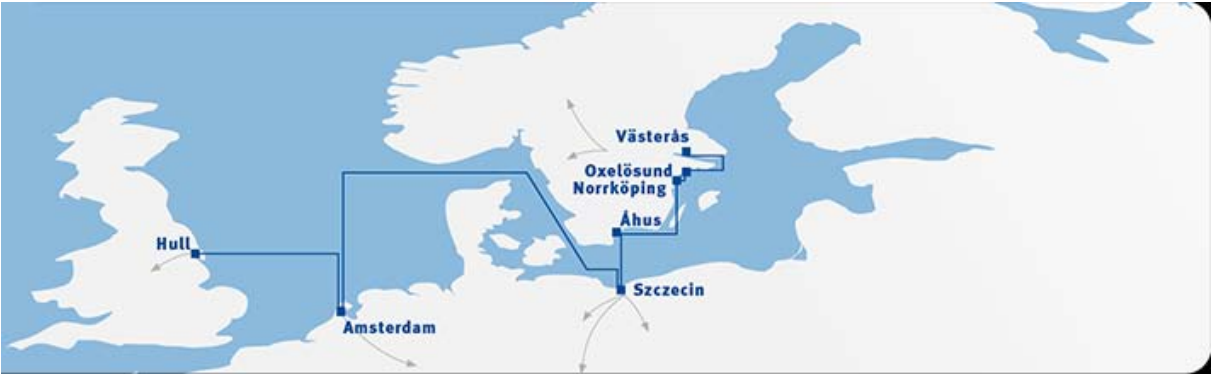 Västerås
Oxelösund
Norrköping
Åhus
Hull
Szczecin
Amsterdam